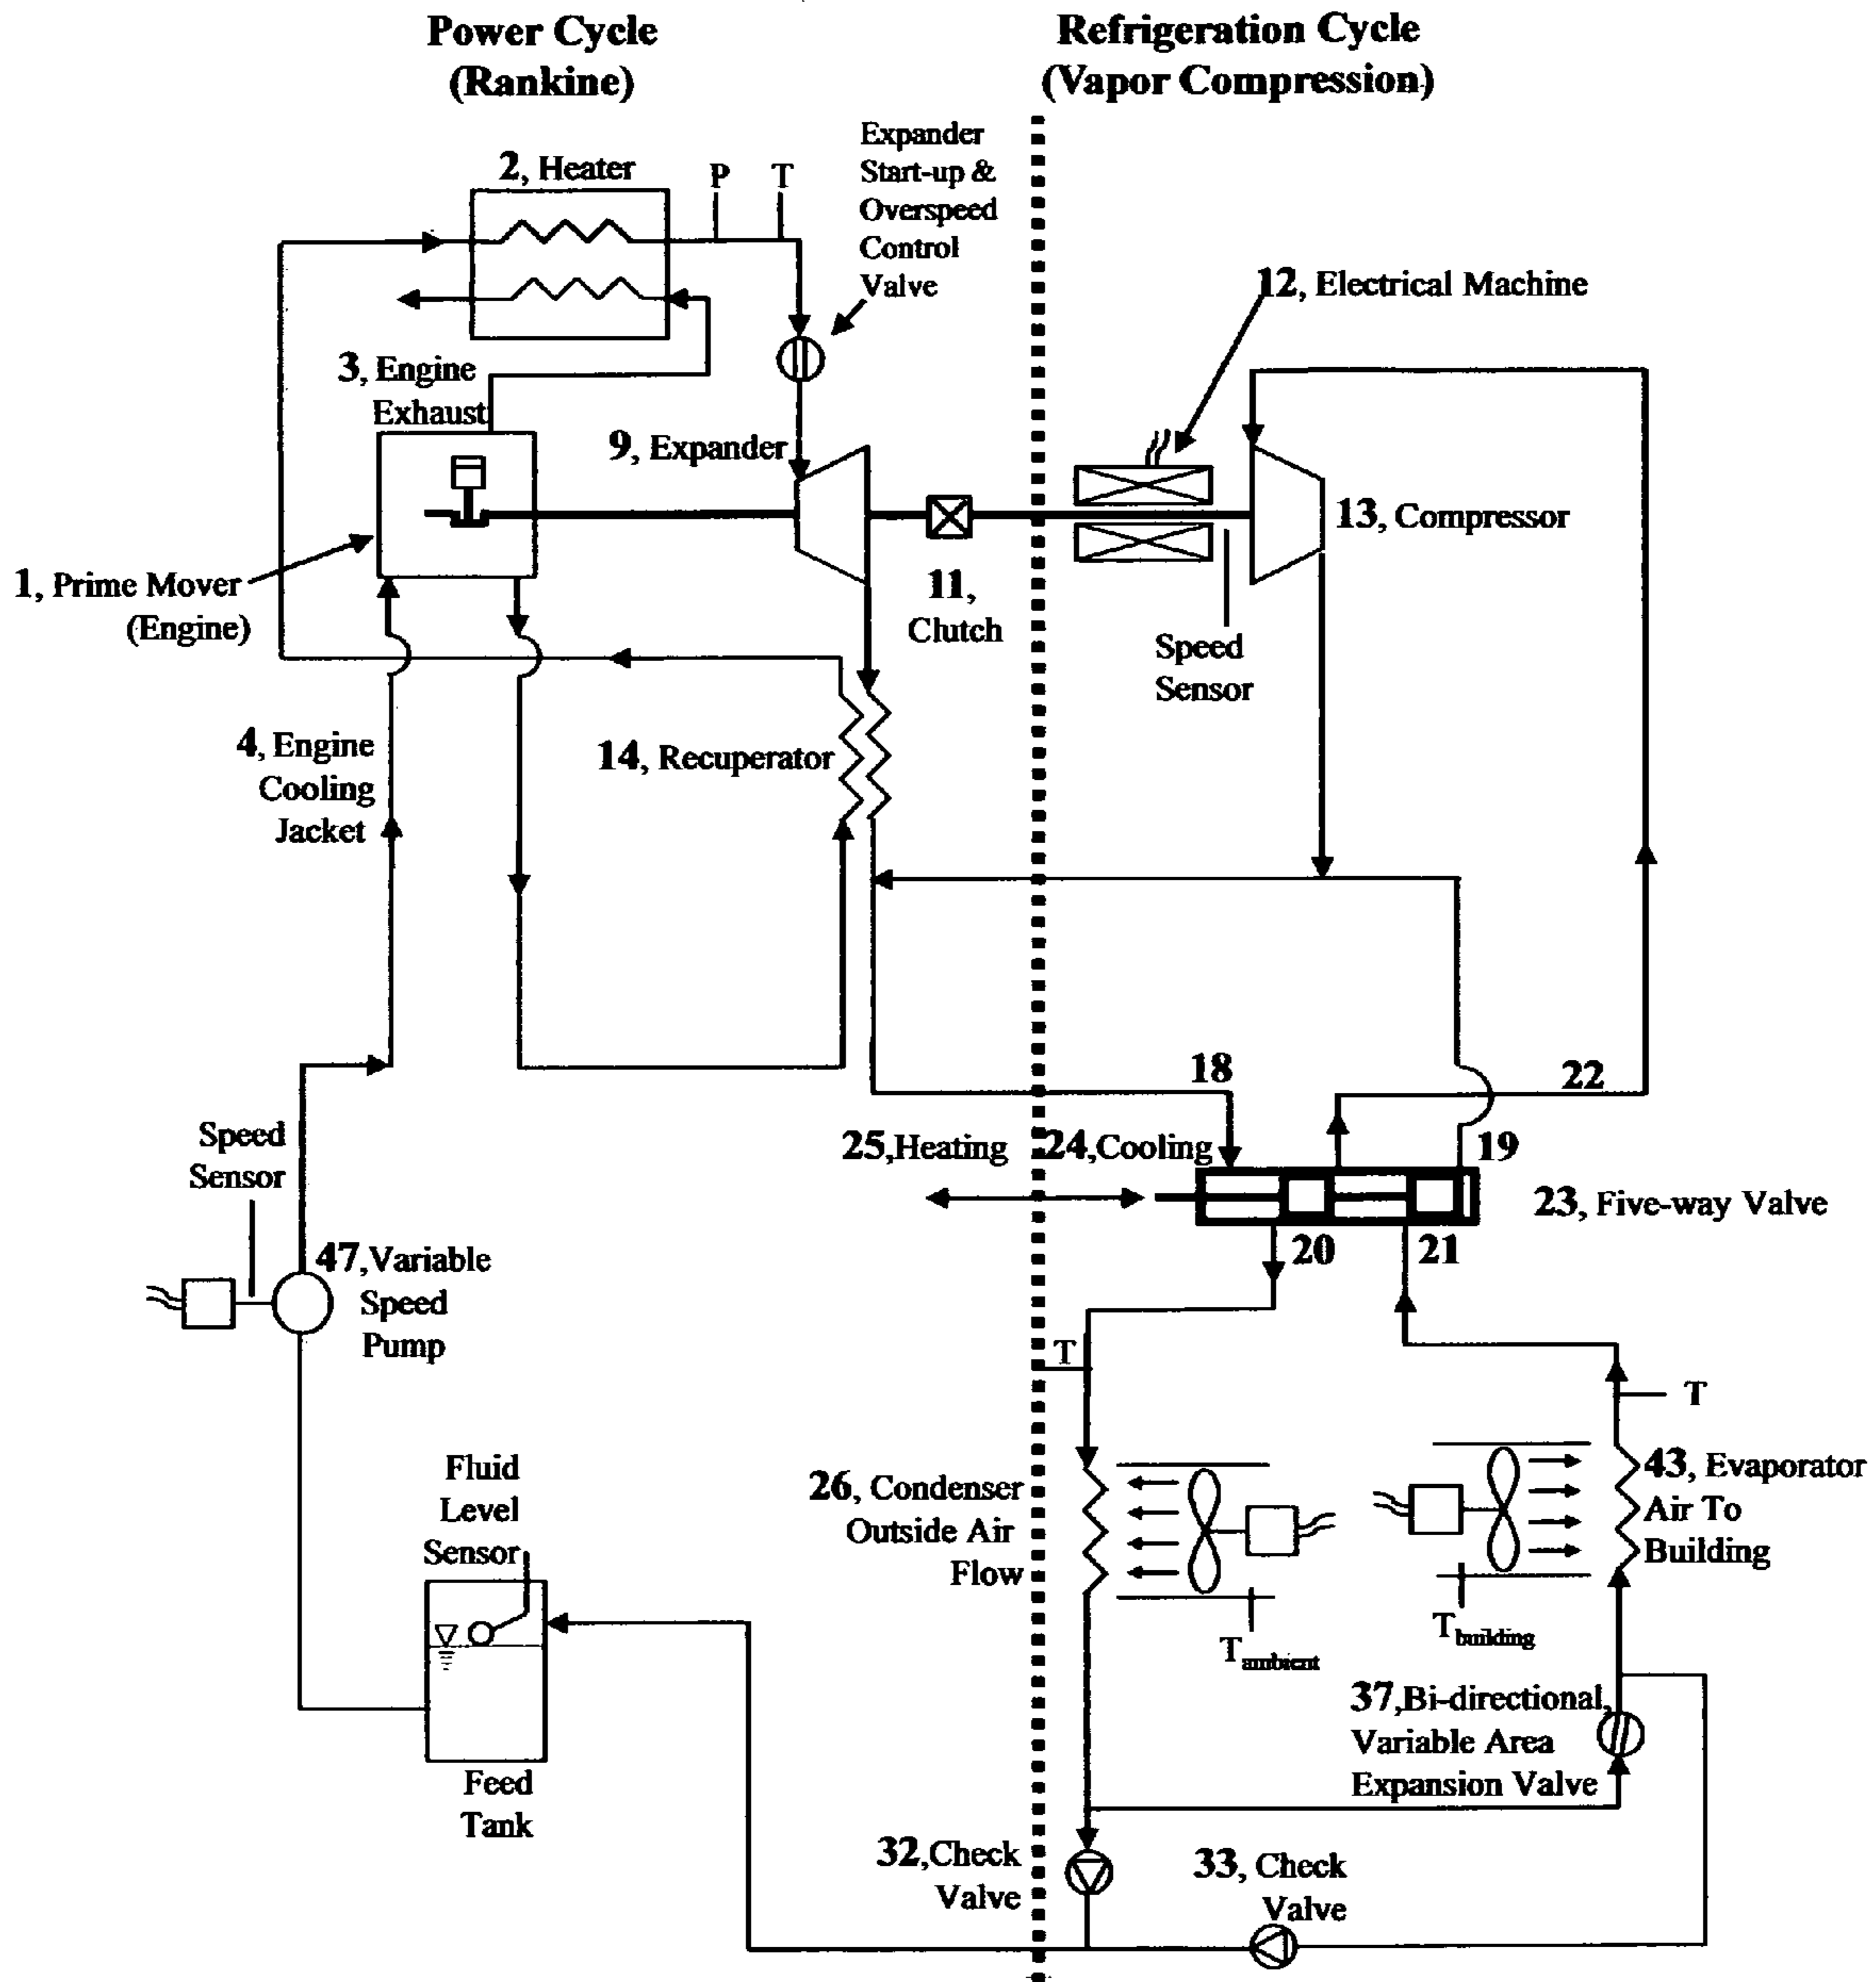 Power Cycle
(Rankine)
Refrigeration Cycle
(Vapor Compression)
2, Heater
P
T
Expander
Start-up &
Overspeed
Control
Valve
12, Electrical Machine
3, Engine
Exhaust
9, Expander
13, Compressor
1, Prime Mover
(Engine)
11,
Clutch
Speed
Sensor
4, Engine
Cooling
Jacket
14, Recuperator
18
22
Speed
Sensor
25,Heating
24,Cooling
19
23, Five-way Valve
20
21
47,Variable
Speed
Pump
T
T
Fluid
Level
Sensor
26, Condenser
Outside Air
Flow
43, Evaporator
Air To
Building
Tambient
Tbuilding
37,Bi-directional,
Variable Area
Expansion Valve
Feed
Tank
32,Check
Valve
33, Check
Valve